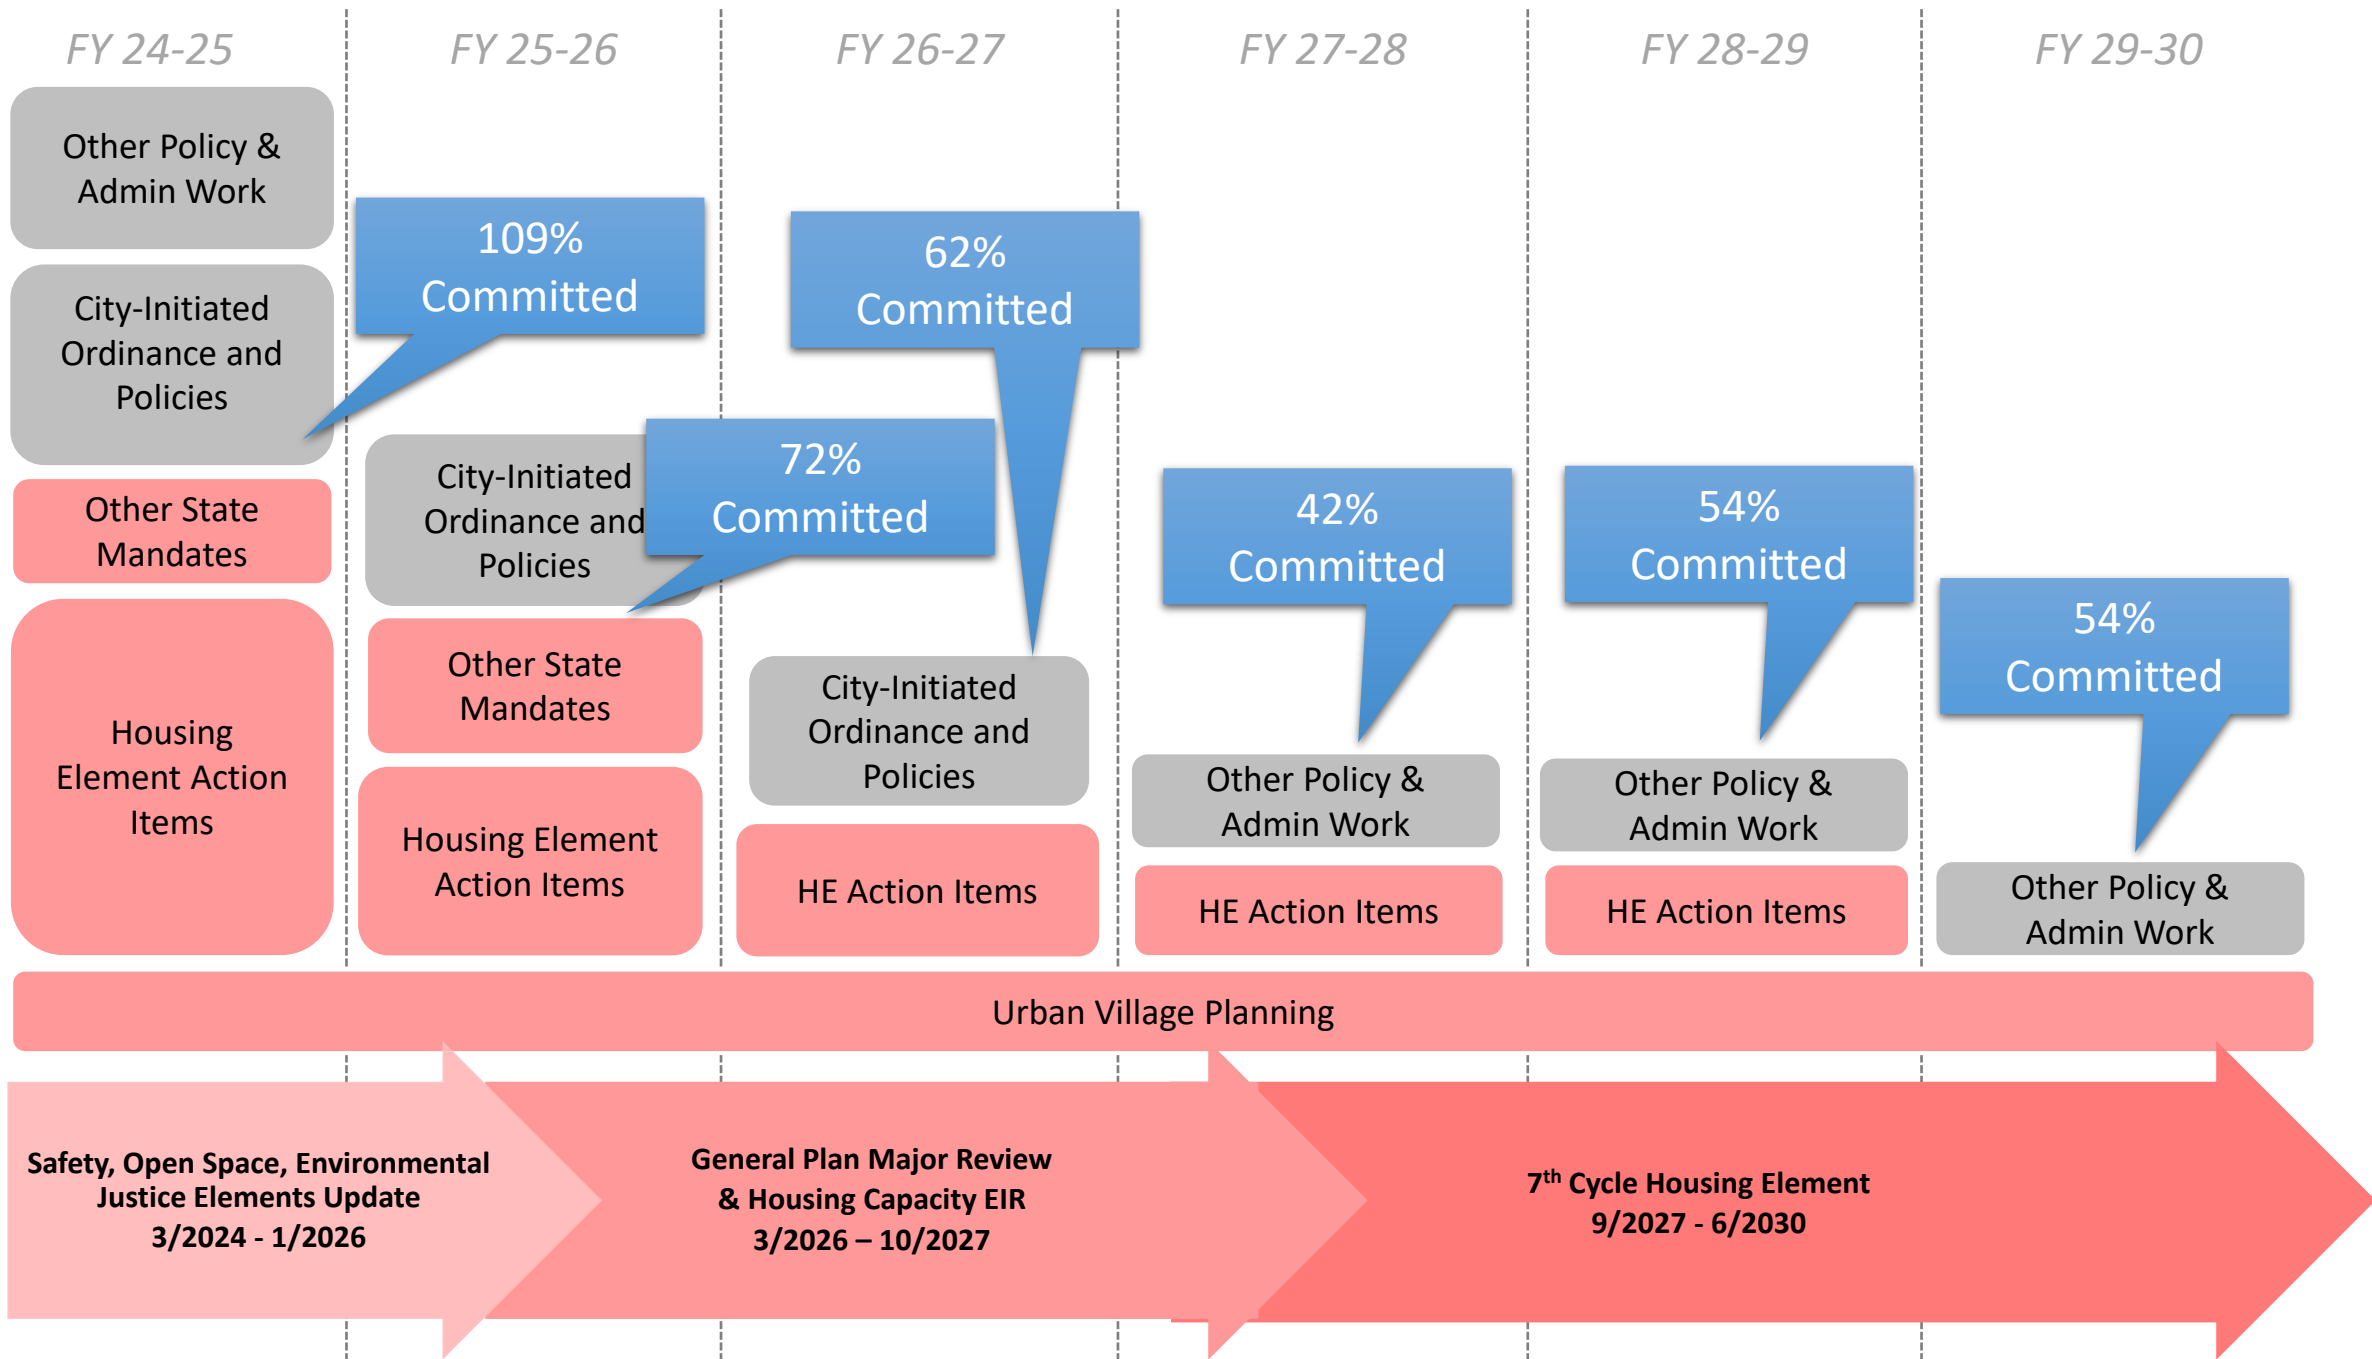 FY 24-25
FY 25-26
FY 26-27
FY 27-28
FY 28-29
FY 29-30
Other Policy &
Admin Work
City-Initiated
Ordinance and
Policies
Other State
Mandates
Housing
Element Action
Items
109%
Committed
City-Initiated
Ordinance and
Policies
72%
Committed
Other State
Mandates
Housing Element
Action Items
62%
Committed
City-Initiated
Ordinance and
Policies
HE Action Items
42%
Committed
Other Policy &
Admin Work
HE Action Items
54%
Committed
Other Policy &
Admin Work
HE Action Items
54%
Committed
Other Policy &
Admin Work
Urban Village Planning
Safety, Open Space, Environmental
Justice Elements Update
3/2024 - 1/2026
General Plan Major Review
& Housing Capacity EIR
3/2026 – 10/2027
7th Cycle Housing Element
9/2027 - 6/2030